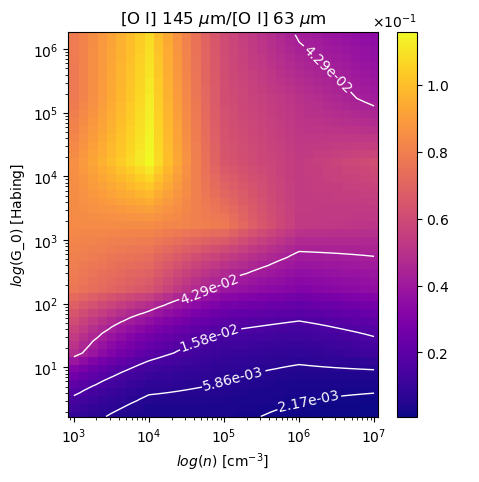 [O I] 145 μm/[O I] 63 μm
×10⁻¹
10⁶
10⁵
10⁴
10³
10²
10¹
log(G_0) [Habing]
4.29e-02
4.29e-02
1.58e-02
5.86e-03
2.17e-03
1.0
0.8
0.6
0.4
0.2
10³ 10⁴ 10⁵ 10⁶ 10⁷
log(n) [cm⁻³]